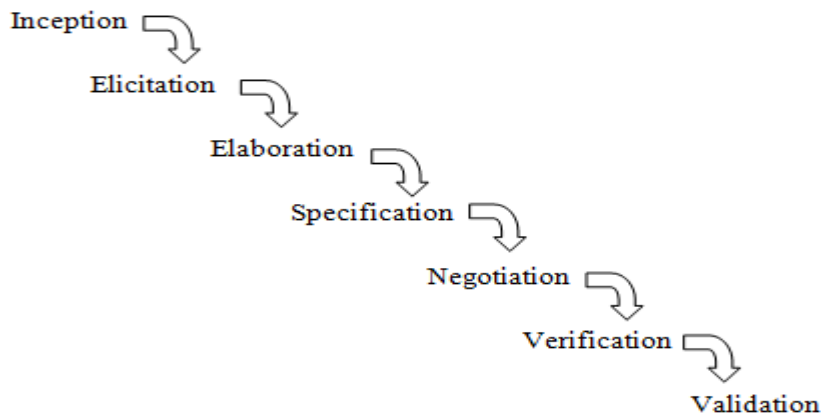 Inception
Elicitation
Elaboration
Specification
Negotiation
Verification
Validation